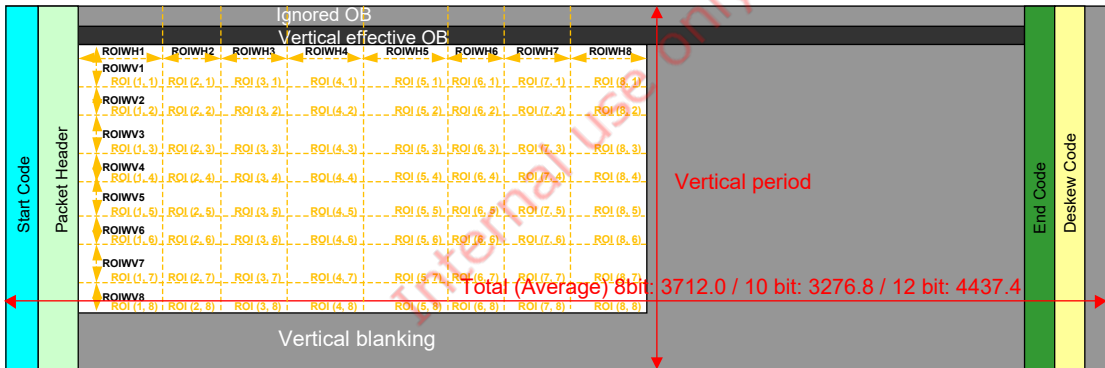 Ignored OB
Vertical effective OB
ROIWH1 ROIWH2 ROIWH3 ROIWH4 ROIWH5 ROIWH6 ROIWH7 ROIWH8
ROIWV1
ROI (1, 1) ROI (2, 1) ROI (3, 1) ROI (4, 1) ROI (5, 1) ROI (6, 1) ROI (7, 1) ROI (8, 1)
ROIWV2
ROI (1, 2) ROI (2, 2) ROI (3, 2) ROI (4, 2) ROI (5, 2) ROI (6, 2) ROI (7, 2) ROI (8, 2)
ROIWV3
ROI (1, 3) ROI (2, 3) ROI (3, 3) ROI (4, 3) ROI (5, 3) ROI (6, 3) ROI (7, 3) ROI (8, 3)
ROIWV4
ROI (1, 4) ROI (2, 4) ROI (3, 4) ROI (4, 4) ROI (5, 4) ROI (6, 4) ROI (7, 4) ROI (8, 4)
ROIWV5
ROI (1, 5) ROI (2, 5) ROI (3, 5) ROI (4, 5) ROI (5, 5) ROI (6, 5) ROI (7, 5) ROI (8, 5)
ROIWV6
ROI (1, 6) ROI (2, 6) ROI (3, 6) ROI (4, 6) ROI (5, 6) ROI (6, 6) ROI (7, 6) ROI (8, 6)
ROIWV7
ROI (1, 7) ROI (2, 7) ROI (3, 7) ROI (4, 7) ROI (5, 7) ROI (6, 7) ROI (7, 7) ROI (8, 7)
ROIWV8
ROI (1, 8) ROI (2, 8) ROI (3, 8) ROI (4, 8) ROI (5, 8) ROI (6, 8) ROI (7, 8) ROI (8, 8)
Start Code
Packet Header
Vertical period
Total (Average) 8bit: 3712.0 / 10 bit: 3276.8 / 12 bit: 4437.4
Vertical blanking
End Code
Deskew Code
Internal use only